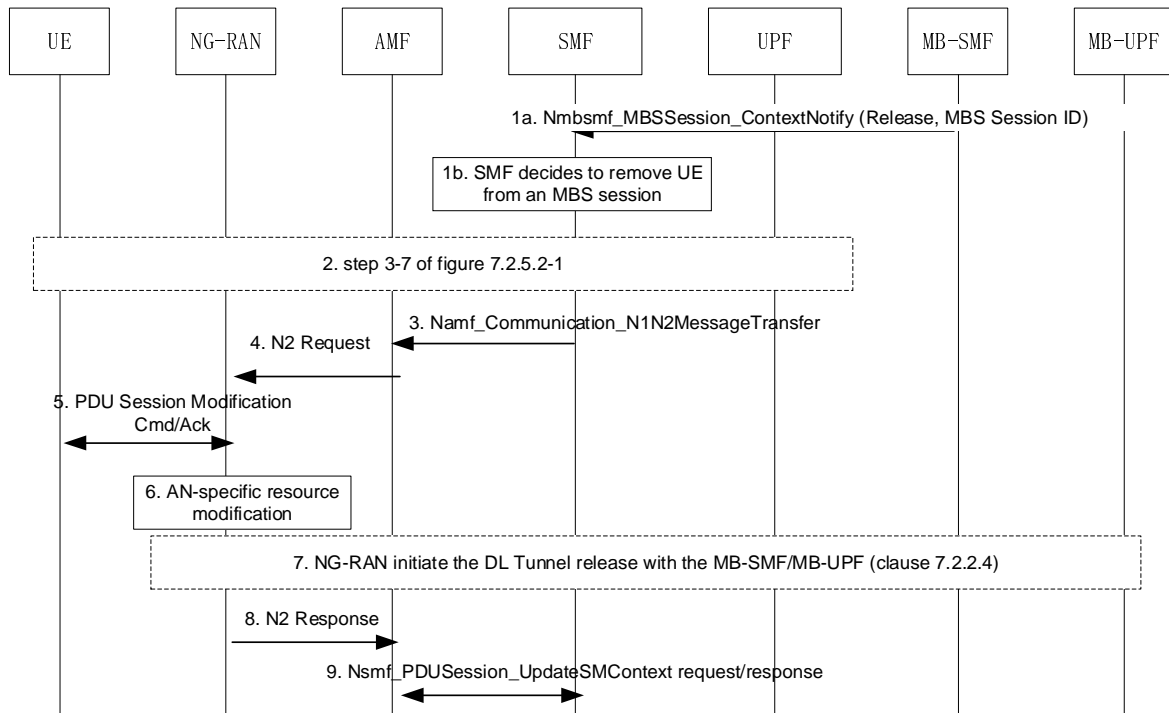 UE NG-RAN AMF SMF UPF MB-SMF MB-UPF
1a. Nmbsmf_MBSSession_ContextNotify (Release, MBS Session ID)
1b. SMF decides to remove UE
from an MBS session
2. step 3-7 of figure 7.2.5.2-1
3. Namf_Communication_N1N2MessageTransfer
4. N2 Request
5. PDU Session Modification
Cmd/Ack
6. AN-specific resource
modification
7. NG-RAN initiate the DL Tunnel release with the MB-SMF/MB-UPF (clause 7.2.2.4)
8. N2 Response
9. Nsmf_PDUSession_UpdateSMContext request/response